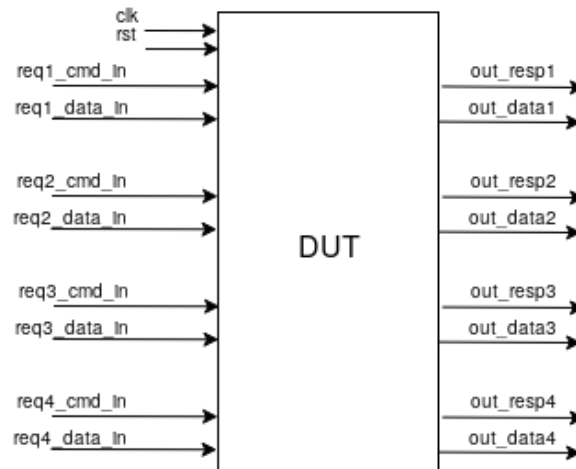 clk
rst
req1_cmd_in
out_resp1
req1_data_in
out_data1
req2_cmd_in
out_resp2
req2_data_in
out_data2
DUT
req3_cmd_in
out_resp3
req3_data_in
out_data3
req4_cmd_in
out_resp4
req4_data_in
out_data4